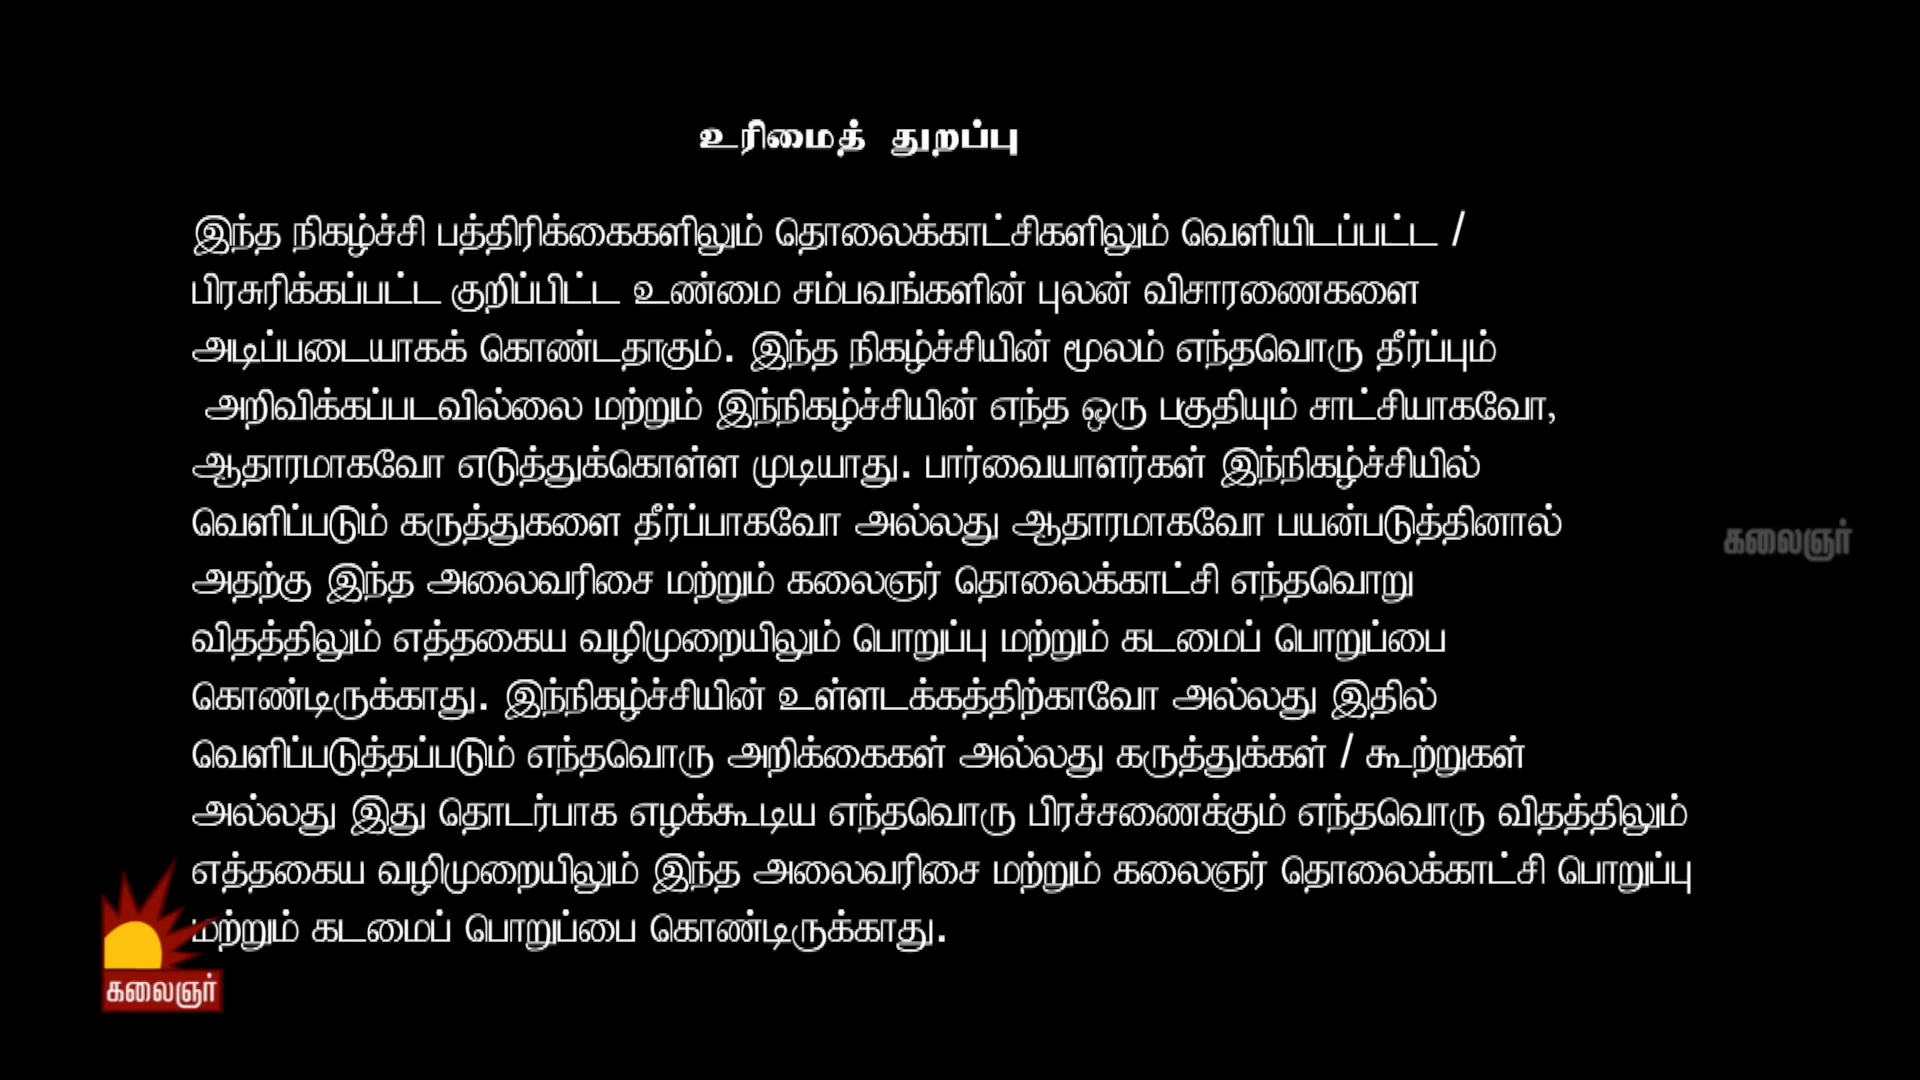 உரிமைத் துறப்பு
இந்த நிகழ்ச்சி பத்திரிக்கைகளிலும் தொலைக்காட்சிகளிலும் வெளியிடப்பட்ட /
பிரசுரிக்கப்பட்ட குறிப்பிட்ட உண்மை சம்பவங்களின் புலன் விசாரணைகளை
அடிப்படையாகக் கொண்டதாகும். இந்த நிகழ்ச்சியின் மூலம் எந்தவொரு தீர்ப்பும்
அறிவிக்கப்படவில்லை மற்றும் இந்நிகழ்ச்சியின் எந்த ஒரு பகுதியும் சாட்சியாகவோ,
ஆதாரமாகவோ எடுத்துக்கொள்ள முடியாது. பார்வையாளர்கள் இந்நிகழ்ச்சியில்
வெளிப்படும் கருத்துகளை தீர்ப்பாகவோ அல்லது ஆதாரமாகவோ பயன்படுத்தினால்
அதற்கு இந்த அலைவரிசை மற்றும் கலைஞர் தொலைக்காட்சி எந்தவொறு
விதத்திலும் எத்தகைய வழிமுறையிலும் பொறுப்பு மற்றும் கடமைப் பொறுப்பை
கொண்டிருக்காது. இந்நிகழ்ச்சியின் உள்ளடக்கத்திற்காவோ அல்லது இதில்
வெளிப்படுத்தப்படும் எந்தவொரு அறிக்கைகள் அல்லது கருத்துக்கள் / கூற்றுகள்
அல்லது இது தொடர்பாக எழக்கூடிய எந்தவொரு பிரச்சணைக்கும் எந்தவொரு விதத்திலும்
எத்தகைய வழிமுறையிலும் இந்த அலைவரிசை மற்றும் கலைஞர் தொலைக்காட்சி பொறுப்பு
மற்றும் கடமைப் பொறுப்பை கொண்டிருக்காது.
கலைஞர்
கலைஞர்